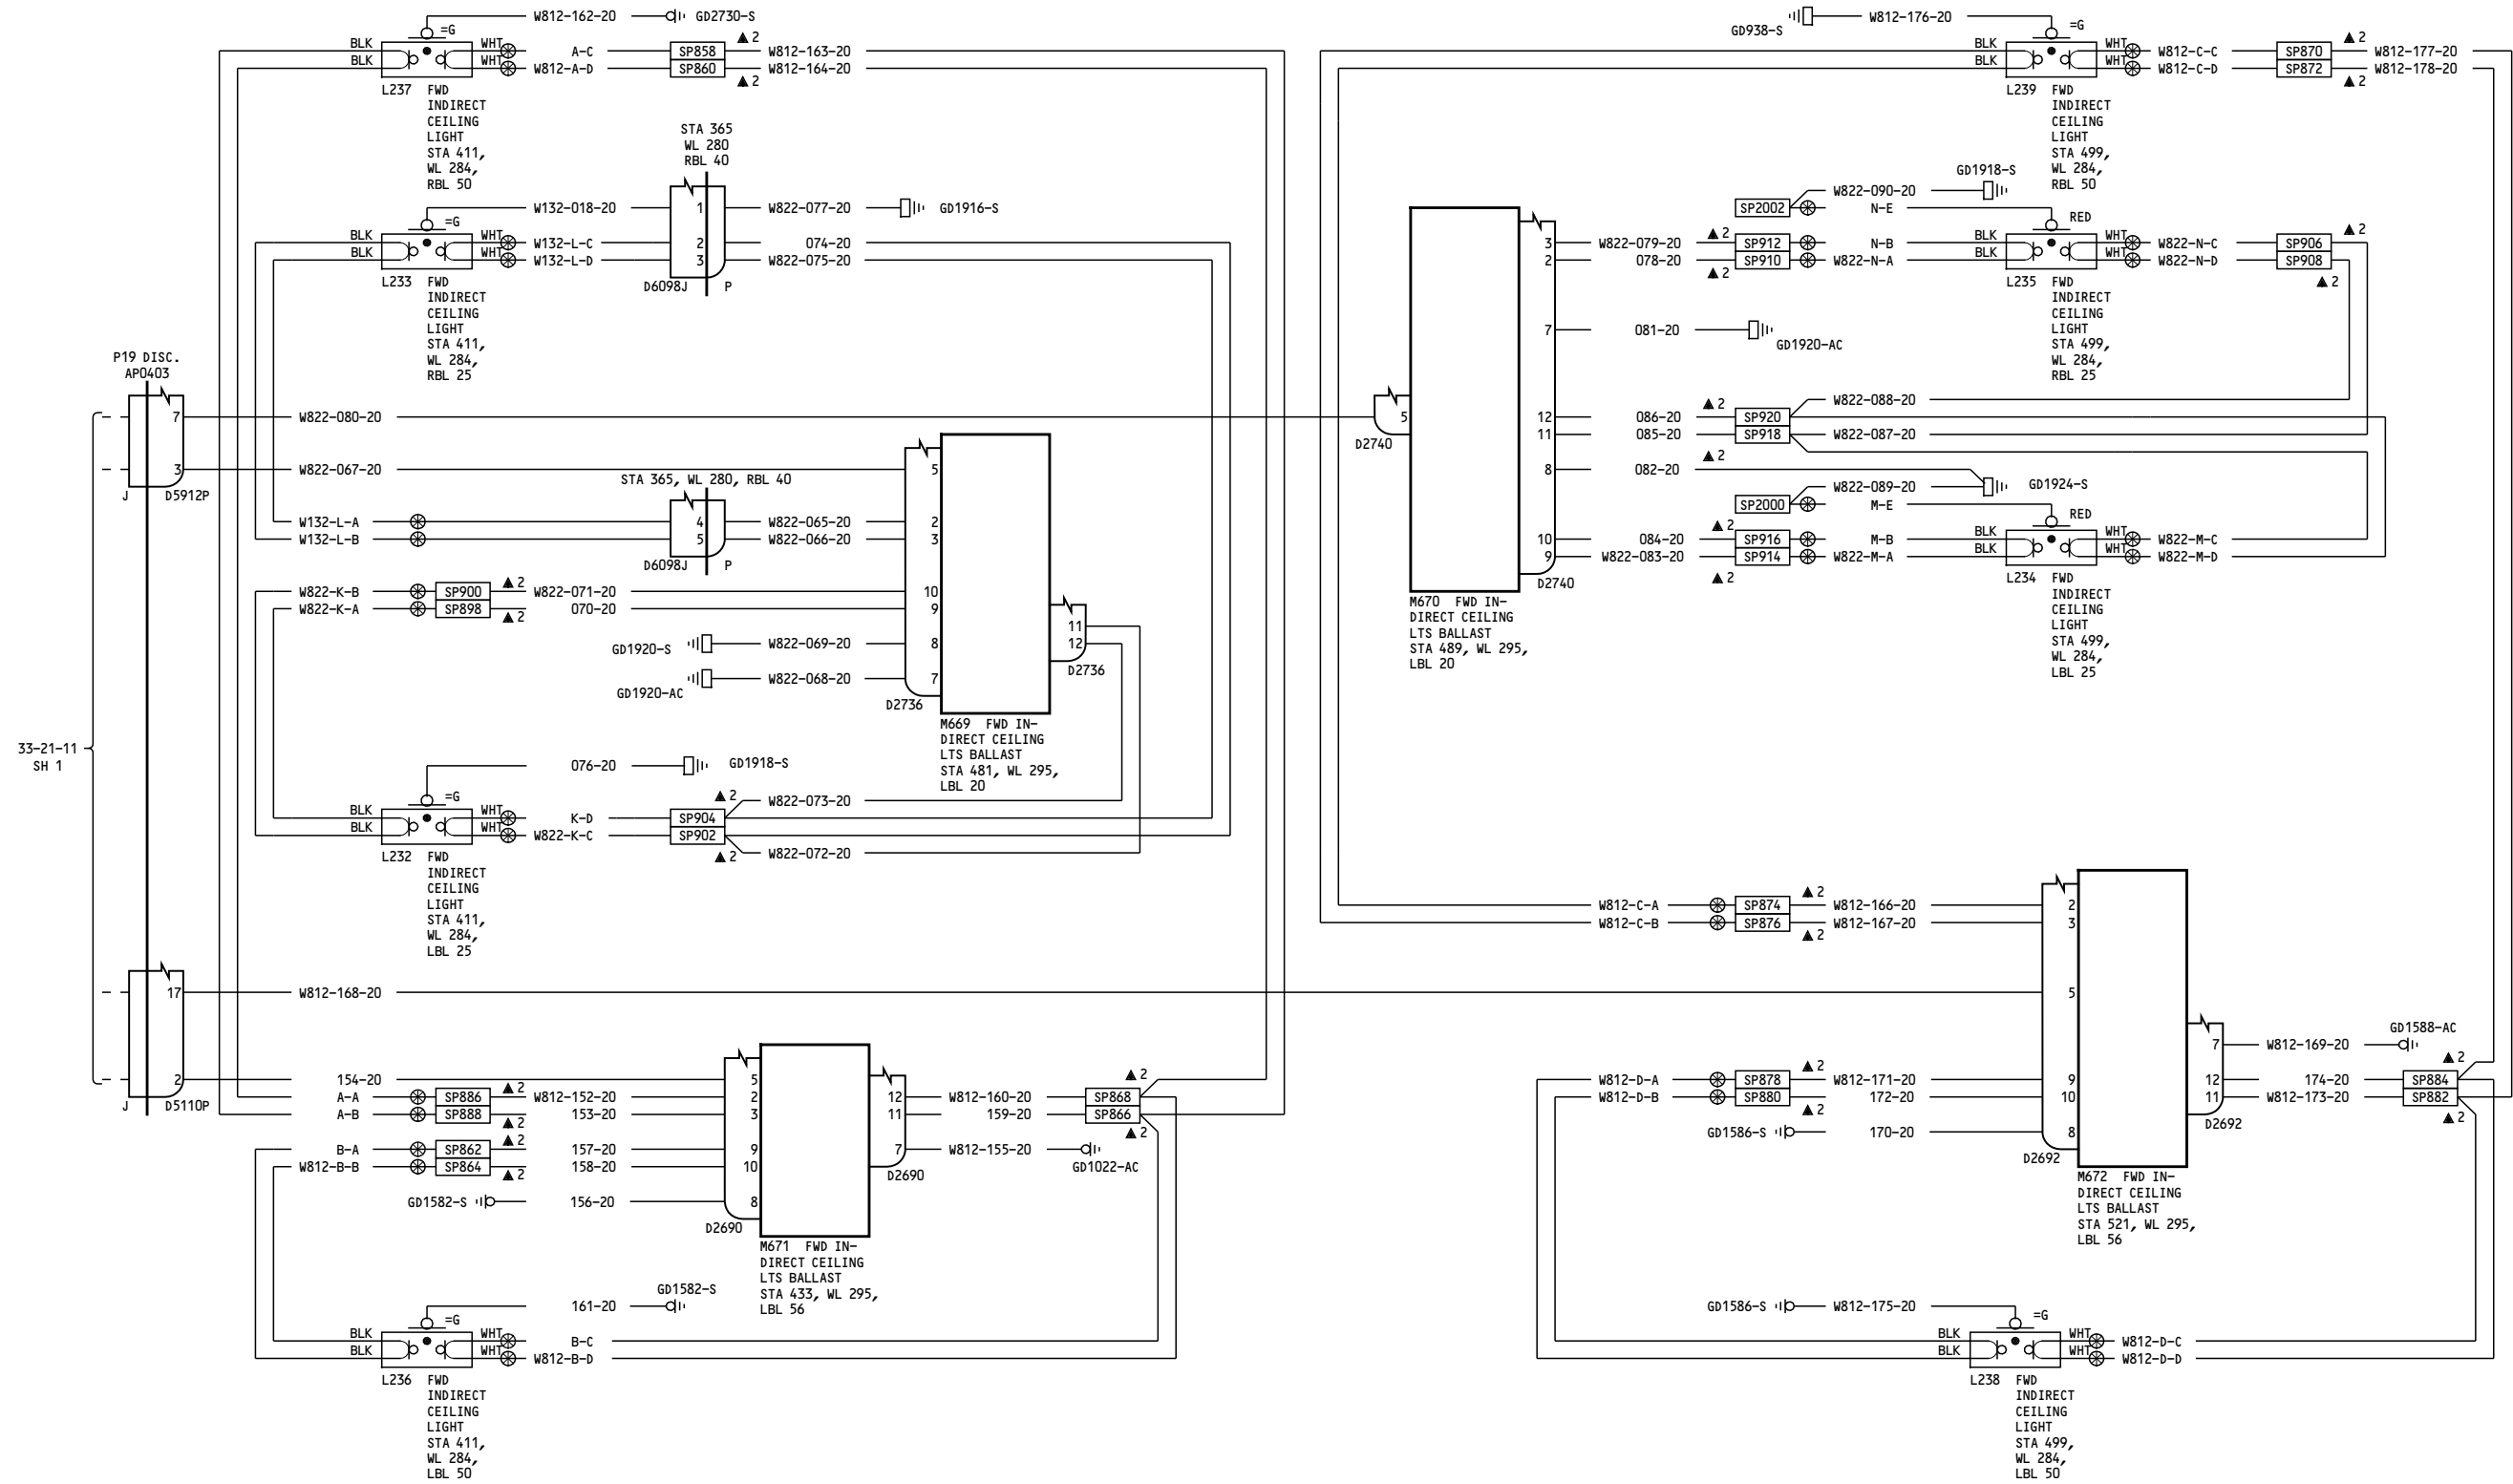 W812-162-20 GD2730-S
=G
BLK WHT A-C SP858 ▲ 2 W812-163-20
BLK WHT W812-A-D SP860 ▲ 2 W812-164-20
L237 FWD
INDIRECT
CEILING
LIGHT
STA 411,
WL 284,
RBL 50
STA 365
WL 280
RBL 40
W132-018-20 1 W822-077-20 GD1916-S
=G
BLK WHT W132-L-C 2 074-20
BLK WHT W132-L-D 3 W822-075-20
D6098J P
L233 FWD
INDIRECT
CEILING
LIGHT
STA 411,
WL 284,
RBL 25
P19 DISC.
AP0403
7 W822-080-20
3 W822-067-20 5
J D5912P
STA 365, WL 280, RBL 40
W132-L-A 4 W822-065-20 2
W132-L-B 5 W822-066-20 3
D6098J P
W822-K-B SP900 ▲ 2 W822-071-20 10
W822-K-A SP898 ▲ 2 070-20 9
GD1920-S W822-069-20 8
GD1920-AC W822-068-20 7
D2736
11
12
D2736
M669 FWD IN-
DIRECT CEILING
LTS BALLAST
STA 481, WL 295,
LBL 20
33-21-11
SH 1
076-20 GD1918-S
=G
▲ 2 W822-073-20
BLK WHT K-D SP904
BLK WHT W822-K-C SP902
▲ 2 W822-072-20
L232 FWD
INDIRECT
CEILING
LIGHT
STA 411,
WL 284,
LBL 25
17 W812-168-20
2 154-20 5
J D5110P
A-A SP886 ▲ 2 W812-152-20 2
A-B SP888 ▲ 2 153-20 3
B-A SP862 ▲ 2 157-20 9
W812-B-B SP864 ▲ 2 158-20 10
GD1582-S 156-20 8
D2690
12 W812-160-20 SP868 ▲ 2
11 159-20 SP866 ▲ 2
7 W812-155-20 GD1022-AC
D2690
M671 FWD IN-
DIRECT CEILING
LTS BALLAST
STA 433, WL 295,
LBL 56
161-20 GD1582-S
=G
BLK WHT B-C
BLK WHT W812-B-D
L236 FWD
INDIRECT
CEILING
LIGHT
STA 411,
WL 284,
LBL 50
GD938-S W812-176-20
=G
BLK WHT W812-C-C SP870 ▲ 2 W812-177-20
BLK WHT W812-C-D SP872 ▲ 2 W812-178-20
L239 FWD
INDIRECT
CEILING
LIGHT
STA 499,
WL 284,
RBL 50
GD1918-S
W822-090-20
SP2002 N-E
RED
3 W822-079-20 ▲ 2 SP912 N-B BLK WHT W822-N-C SP906 ▲ 2
2 078-20 ▲ 2 SP910 W822-N-A BLK WHT W822-N-D SP908 ▲ 2
L235 FWD
INDIRECT
CEILING
LIGHT
STA 499,
WL 284,
RBL 25
7 081-20 GD1920-AC
5
D2740
12 086-20 ▲ 2 SP920 W822-088-20
11 085-20 ▲ 2 SP918 W822-087-20
8 082-20
W822-089-20 GD1924-S
SP2000 M-E
RED
10 084-20 ▲ 2 SP916 M-B BLK WHT W822-M-C
9 W822-083-20 ▲ 2 SP914 W822-M-A BLK WHT W822-M-D
D2740
M670 FWD IN-
DIRECT CEILING
LTS BALLAST
STA 489, WL 295,
LBL 20
L234 FWD
INDIRECT
CEILING
LIGHT
STA 499,
WL 284,
LBL 25
W812-C-A SP874 ▲ 2 W812-166-20 2
W812-C-B SP876 ▲ 2 W812-167-20 3
5
W812-D-A SP878 ▲ 2 W812-171-20 9
W812-D-B SP880 ▲ 2 172-20 10
GD1586-S 170-20 8
D2692
7 W812-169-20 GD1588-AC
12 174-20 SP884 ▲ 2
11 W812-173-20 SP882 ▲ 2
D2692
M672 FWD IN-
DIRECT CEILING
LTS BALLAST
STA 521, WL 295,
LBL 56
GD1586-S W812-175-20
=G
BLK WHT W812-D-C
BLK WHT W812-D-D
L238 FWD
INDIRECT
CEILING
LIGHT
STA 499,
WL 284,
LBL 50